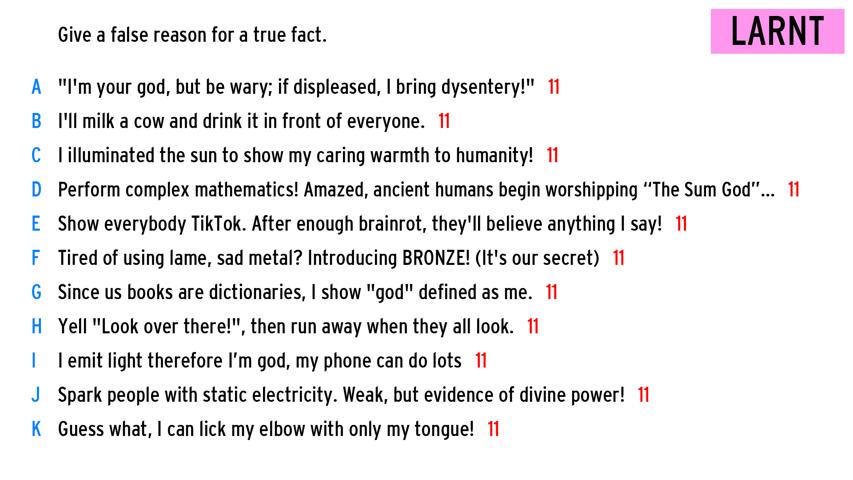 Give a false reason for a true fact.
LARNT
A "I'm your god, but be wary; if displeased, I bring dysentery!" 11
B I'll milk a cow and drink it in front of everyone. 11
C I illuminated the sun to show my caring warmth to humanity! 11
D Perform complex mathematics! Amazed, ancient humans begin worshipping “The Sum God”... 11
E Show everybody TikTok. After enough brainrot, they'll believe anything I say! 11
F Tired of using lame, sad metal? Introducing BRONZE! (It's our secret) 11
G Since us books are dictionaries, I show "god" defined as me. 11
H Yell "Look over there!", then run away when they all look. 11
I I emit light therefore I’m god, my phone can do lots 11
J Spark people with static electricity. Weak, but evidence of divine power! 11
K Guess what, I can lick my elbow with only my tongue! 11